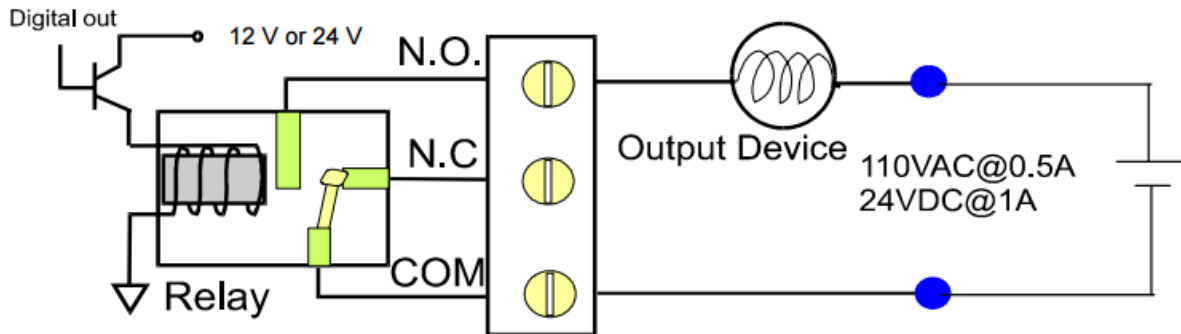 Digital out
12 V or 24 V
N.O.
N.C
COM
Relay
Output Device
110VAC@0.5A
24VDC@1A